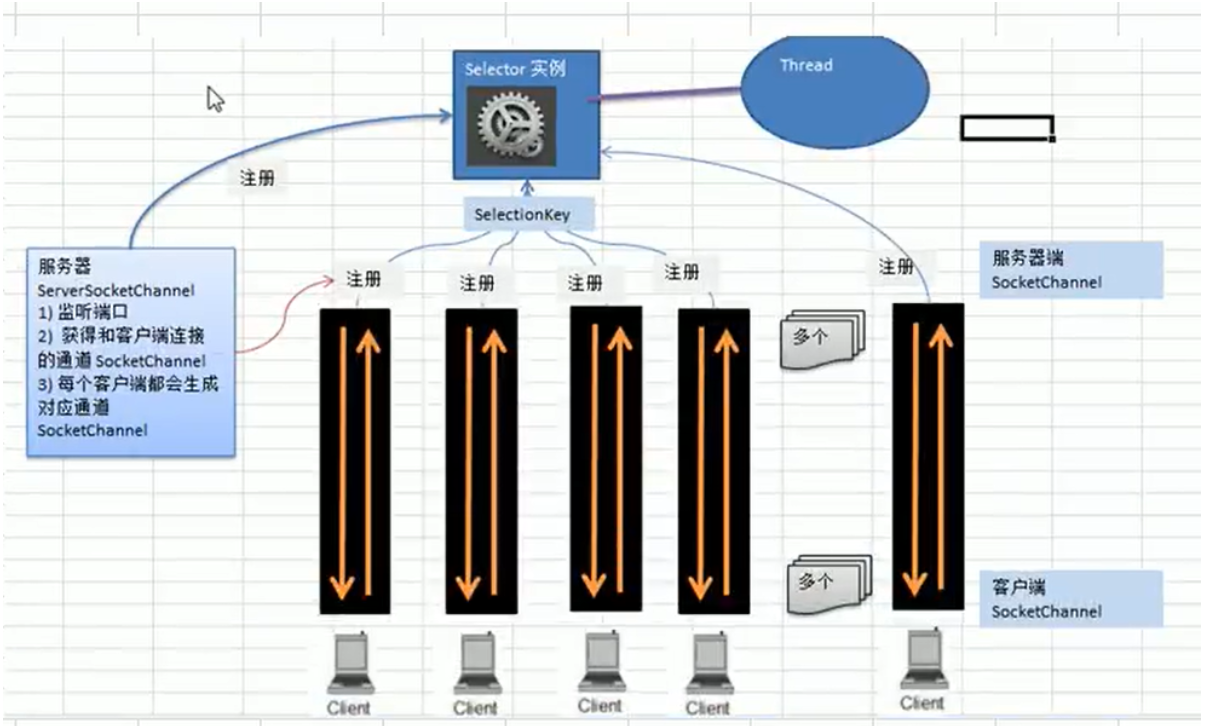 Selector 实例
Thread
注册
SelectionKey
服务器
ServerSocketChannel
1) 监听端口
2) 获得和客户端连接
的通道 SocketChannel
3) 每个客户端都会生成
对应通道
SocketChannel
注册
注册
注册
注册
注册
服务器端
SocketChannel
多个
多个
客户端
SocketChannel
Client
Client
Client
Client
Client